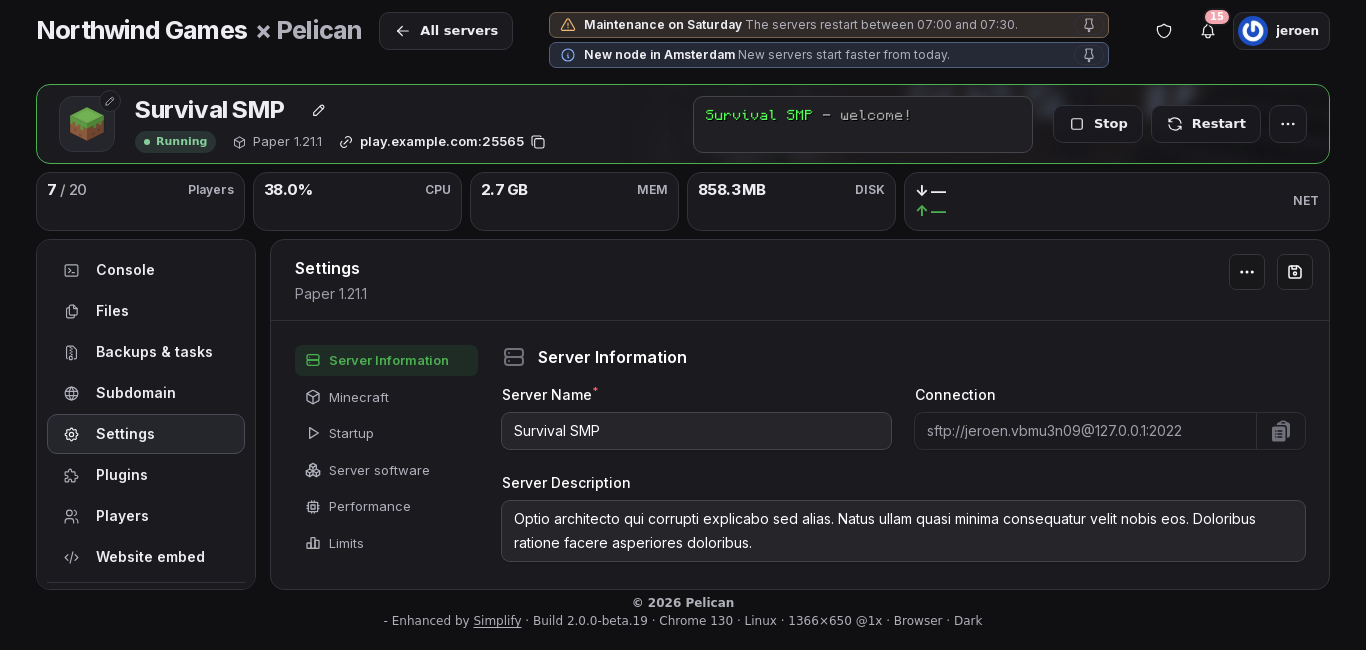 Northwind Games × Pelican
All servers
Maintenance on Saturday The servers restart between 07:00 and 07:30.
New node in Amsterdam New servers start faster from today.
15
jeroen
Survival SMP
Running
Paper 1.21.1
play.example.com:25565
Survival SMP – welcome!
Stop
Restart
7 / 20 Players
38.0% CPU
2.7 GB MEM
858.3 MB DISK
↓ —
↑ —
NET
Console
Files
Backups & tasks
Subdomain
Settings
Plugins
Players
Website embed
Settings
Paper 1.21.1
Server Information
Minecraft
Startup
Server software
Performance
Limits
Server Information
Server Name*
Survival SMP
Connection
sftp://jeroen.vbmu3n09@127.0.0.1:2022
Server Description
Optio architecto qui corrupti explicabo sed alias. Natus ullam quasi minima consequatur velit nobis eos. Doloribus
ratione facere asperiores doloribus.
© 2026 Pelican
- Enhanced by Simplify · Build 2.0.0-beta.19 · Chrome 130 · Linux · 1366×650 @1x · Browser · Dark